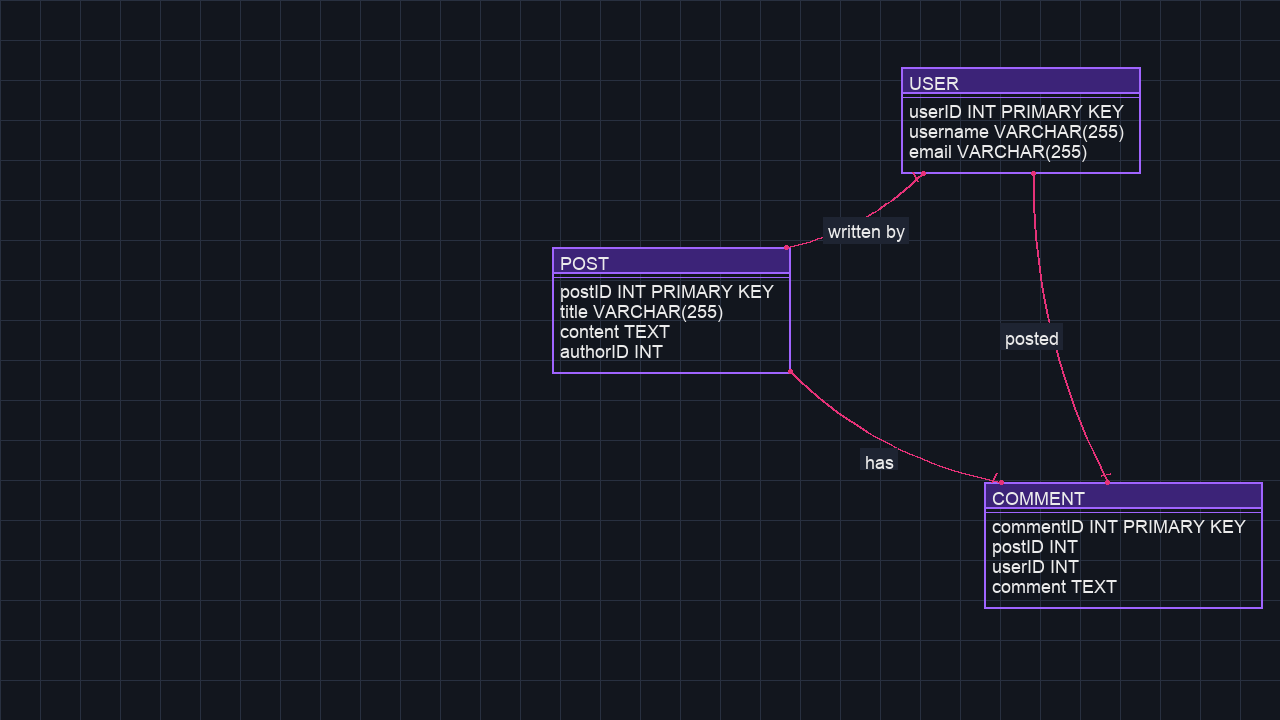 USER
userID INT PRIMARY KEY
username VARCHAR(255)
email VARCHAR(255)
written by
POST
postID INT PRIMARY KEY
title VARCHAR(255)
content TEXT
authorID INT
posted
has
COMMENT
commentID INT PRIMARY KEY
postID INT
userID INT
comment TEXT